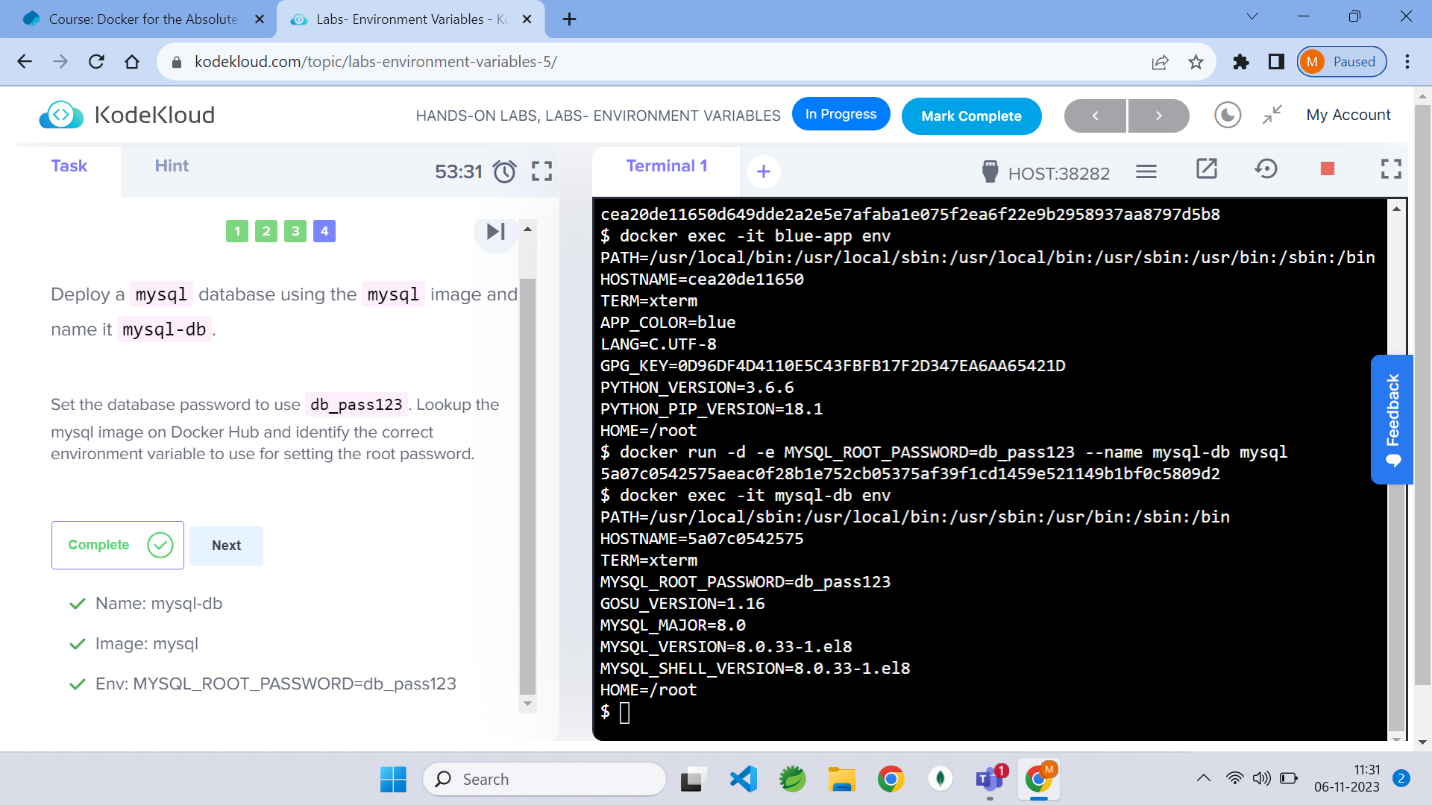 Course: Docker for the Absolute
Labs- Environment Variables - Ko
kodekloud.com/topic/labs-environment-variables-5/
M Paused
KodeKloud
HANDS-ON LABS, LABS- ENVIRONMENT VARIABLES
In Progress
Mark Complete
My Account
Task
Hint
53:31
1 2 3 4
Deploy a mysql database using the mysql image and
name it mysql-db .
Set the database password to use db_pass123 . Lookup the
mysql image on Docker Hub and identify the correct
environment variable to use for setting the root password.
Complete
Next
Name: mysql-db
Image: mysql
Env: MYSQL_ROOT_PASSWORD=db_pass123
Terminal 1
+
HOST:38282
cea20de11650d649dde2a2e5e7afaba1e075f2ea6f22e9b2958937aa8797d5b8
$ docker exec -it blue-app env
PATH=/usr/local/bin:/usr/local/sbin:/usr/local/bin:/usr/sbin:/usr/bin:/sbin:/bin
HOSTNAME=cea20de11650
TERM=xterm
APP_COLOR=blue
LANG=C.UTF-8
GPG_KEY=0D96DF4D4110E5C43FBFB17F2D347EA6AA65421D
PYTHON_VERSION=3.6.6
PYTHON_PIP_VERSION=18.1
HOME=/root
$ docker run -d -e MYSQL_ROOT_PASSWORD=db_pass123 --name mysql-db mysql
5a07c0542575aeac0f28b1e752cb05375af39f1cd1459e521149b1bf0c5809d2
$ docker exec -it mysql-db env
PATH=/usr/local/sbin:/usr/local/bin:/usr/sbin:/usr/bin:/sbin:/bin
HOSTNAME=5a07c0542575
TERM=xterm
MYSQL_ROOT_PASSWORD=db_pass123
GOSU_VERSION=1.16
MYSQL_MAJOR=8.0
MYSQL_VERSION=8.0.33-1.el8
MYSQL_SHELL_VERSION=8.0.33-1.el8
HOME=/root
$
Feedback
Search
T
1
M
11:31
06-11-2023
2